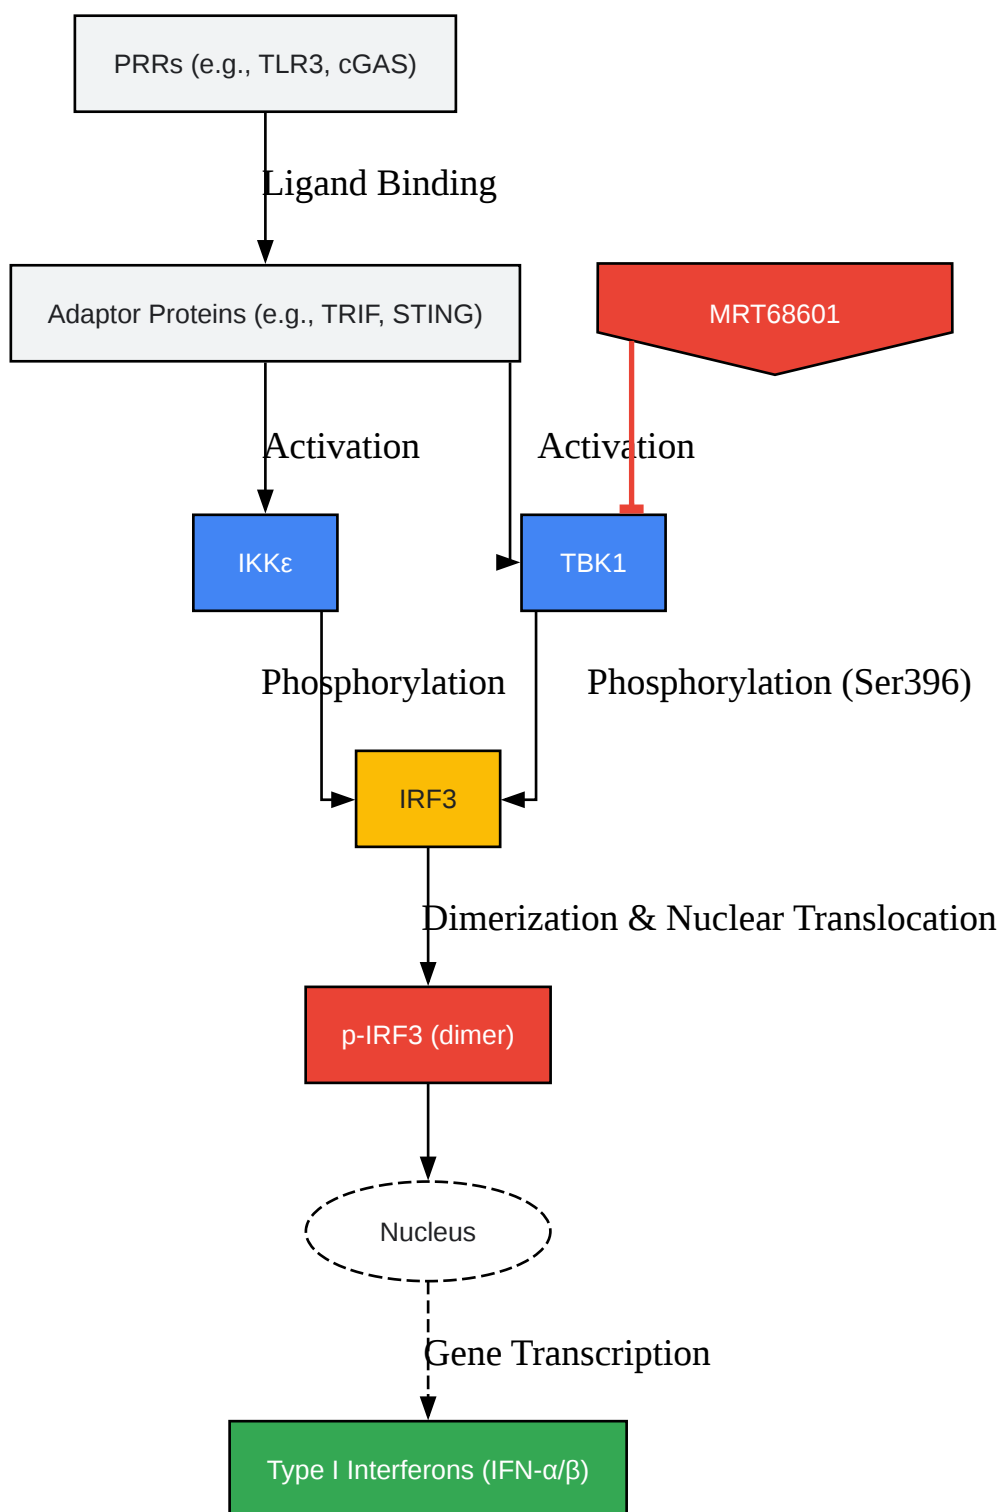 PRRs (e.g., TLR3, cGAS)
Ligand Binding
Adaptor Proteins (e.g., TRIF, STING)
MRT68601
Activation
Activation
IKKε
TBK1
Phosphorylation
Phosphorylation (Ser396)
IRF3
Dimerization & Nuclear Translocation
p-IRF3 (dimer)
Nucleus
Gene Transcription
Type I Interferons (IFN-α/β)